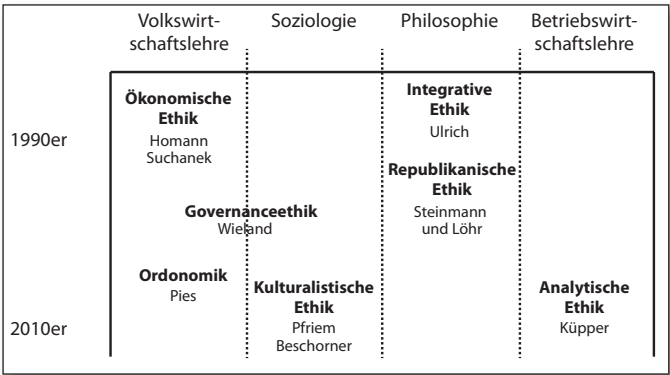 Volkswirt-
schaftslehre
Soziologie
Philosophie
Betriebswirt-
schaftslehre
1990er
Ökonomische
Ethik
Homann
Suchanek
Integrative
Ethik
Ulrich
Republikanische
Ethik
Steinmann
und Löhr
Governanceethik
Wieland
2010er
Ordonomik
Pies
Kulturalistische
Ethik
Pfriem
Beschorner
Analytische
Ethik
Küpper